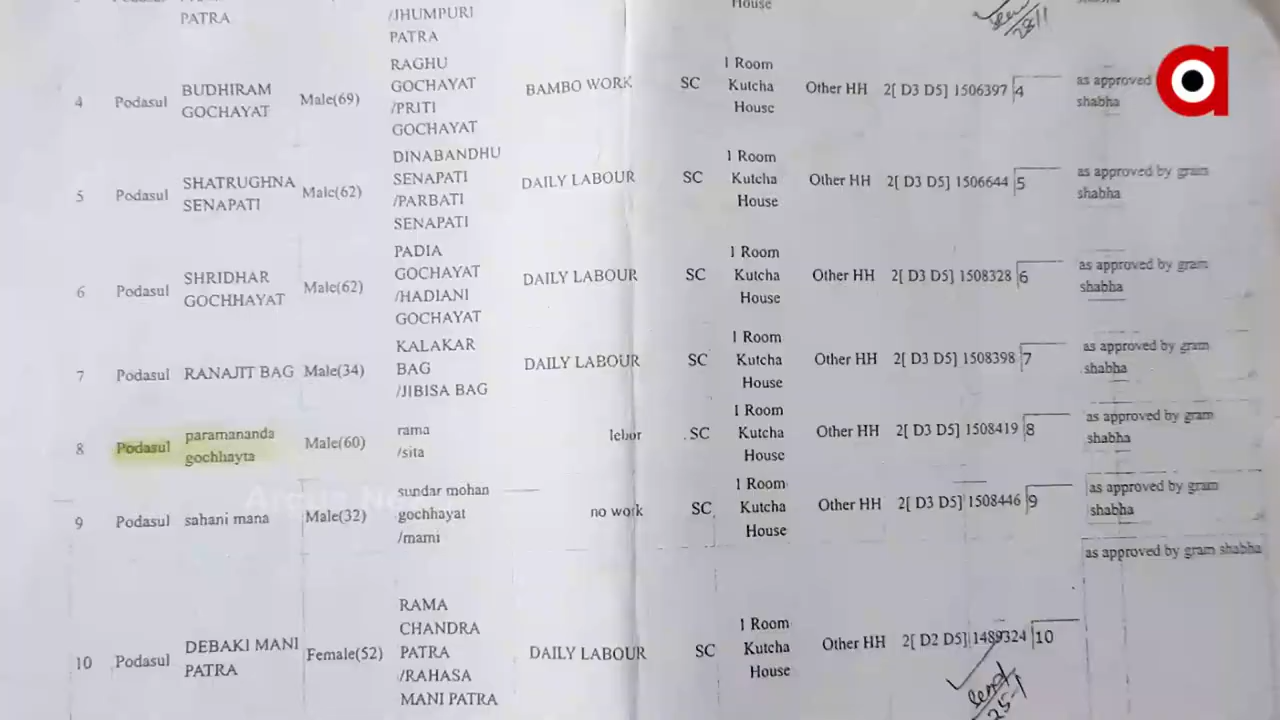 PATRA
/JHUMPURI
PATRA
House
28/1
4 Podasul BUDHIRAM GOCHAYAT Male(69) RAGHU GOCHAYAT /PRITI GOCHAYAT BAMBO WORK SC 1 Room Kutcha House Other HH 2[ D3 D5] 1506397 4 as approved shabha
5 Podasul SHATRUGHNA SENAPATI Male(62) DINABANDHU SENAPATI /PARBATI SENAPATI DAILY LABOUR SC 1 Room Kutcha House Other HH 2[ D3 D5] 1506644 5 as approved by gram shabha
6 Podasul SHRIDHAR GOCHHAYAT Male(62) PADIA GOCHAYAT /HADIANI GOCHAYAT DAILY LABOUR SC 1 Room Kutcha House Other HH 2[ D3 D5] 1508328 6 as approved by gram shabha
7 Podasul RANAJIT BAG Male(34) KALAKAR BAG /JIBISA BAG DAILY LABOUR SC 1 Room Kutcha House Other HH 2[ D3 D5] 1508398 7 as approved by gram shabha
8 Podasul paramananda gochhayta Male(60) rama /sita lebor SC 1 Room Kutcha House Other HH 2[ D3 D5] 1508419 8 as approved by gram shabha
9 Podasul sahani mana Male(32) sundar mohan gochhayat /mami no work SC 1 Room Kutcha House Other HH 2[ D3 D5] 1508446 9 as approved by gram shabha
10 Podasul DEBAKI MANI PATRA Female(52) RAMA CHANDRA PATRA /RAHASA MANI PATRA DAILY LABOUR SC 1 Room Kutcha House Other HH 2[ D2 D5] 1489324 10 as approved by gram shabha
25-1